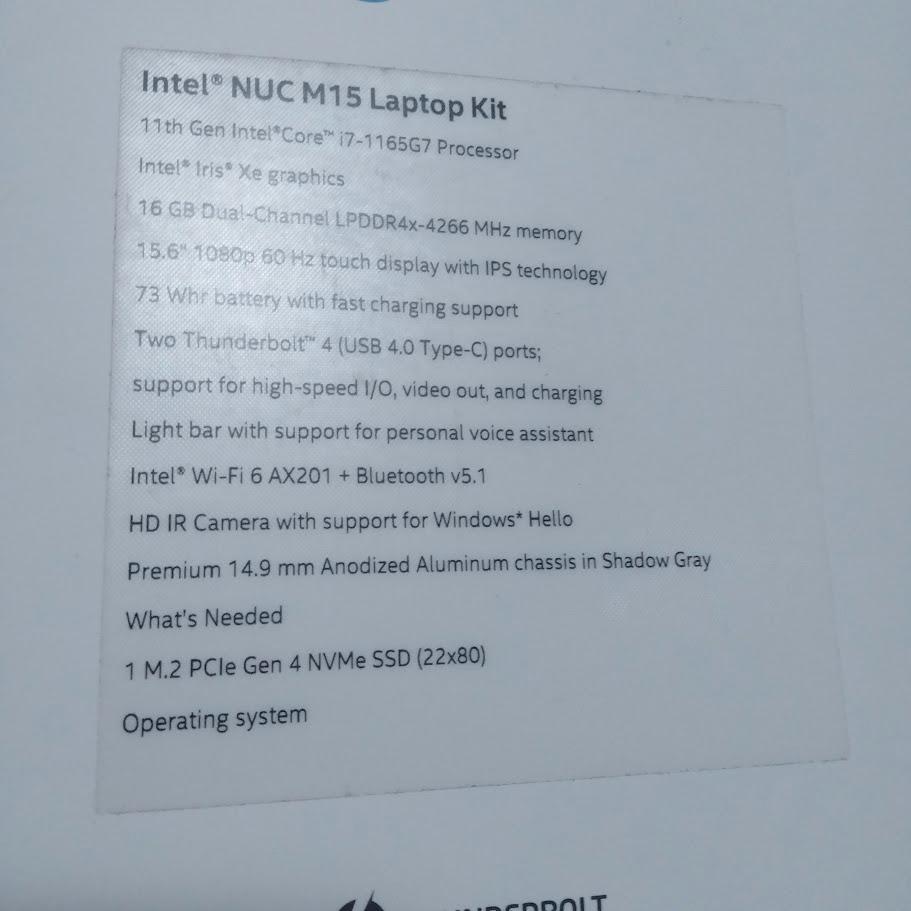 Intel® NUC M15 Laptop Kit
11th Gen Intel®Core™ i7-1165G7 Processor
Intel® Iris® Xe graphics
16 GB Dual-Channel LPDDR4x-4266 MHz memory
15.6" 1080p 60 Hz touch display with IPS technology
73 Whr battery with fast charging support
Two Thunderbolt™ 4 (USB 4.0 Type-C) ports;
support for high-speed I/O, video out, and charging
Light bar with support for personal voice assistant
Intel® Wi-Fi 6 AX201 + Bluetooth v5.1
HD IR Camera with support for Windows* Hello
Premium 14.9 mm Anodized Aluminum chassis in Shadow Gray
What's Needed
1 M.2 PCIe Gen 4 NVMe SSD (22x80)
Operating system